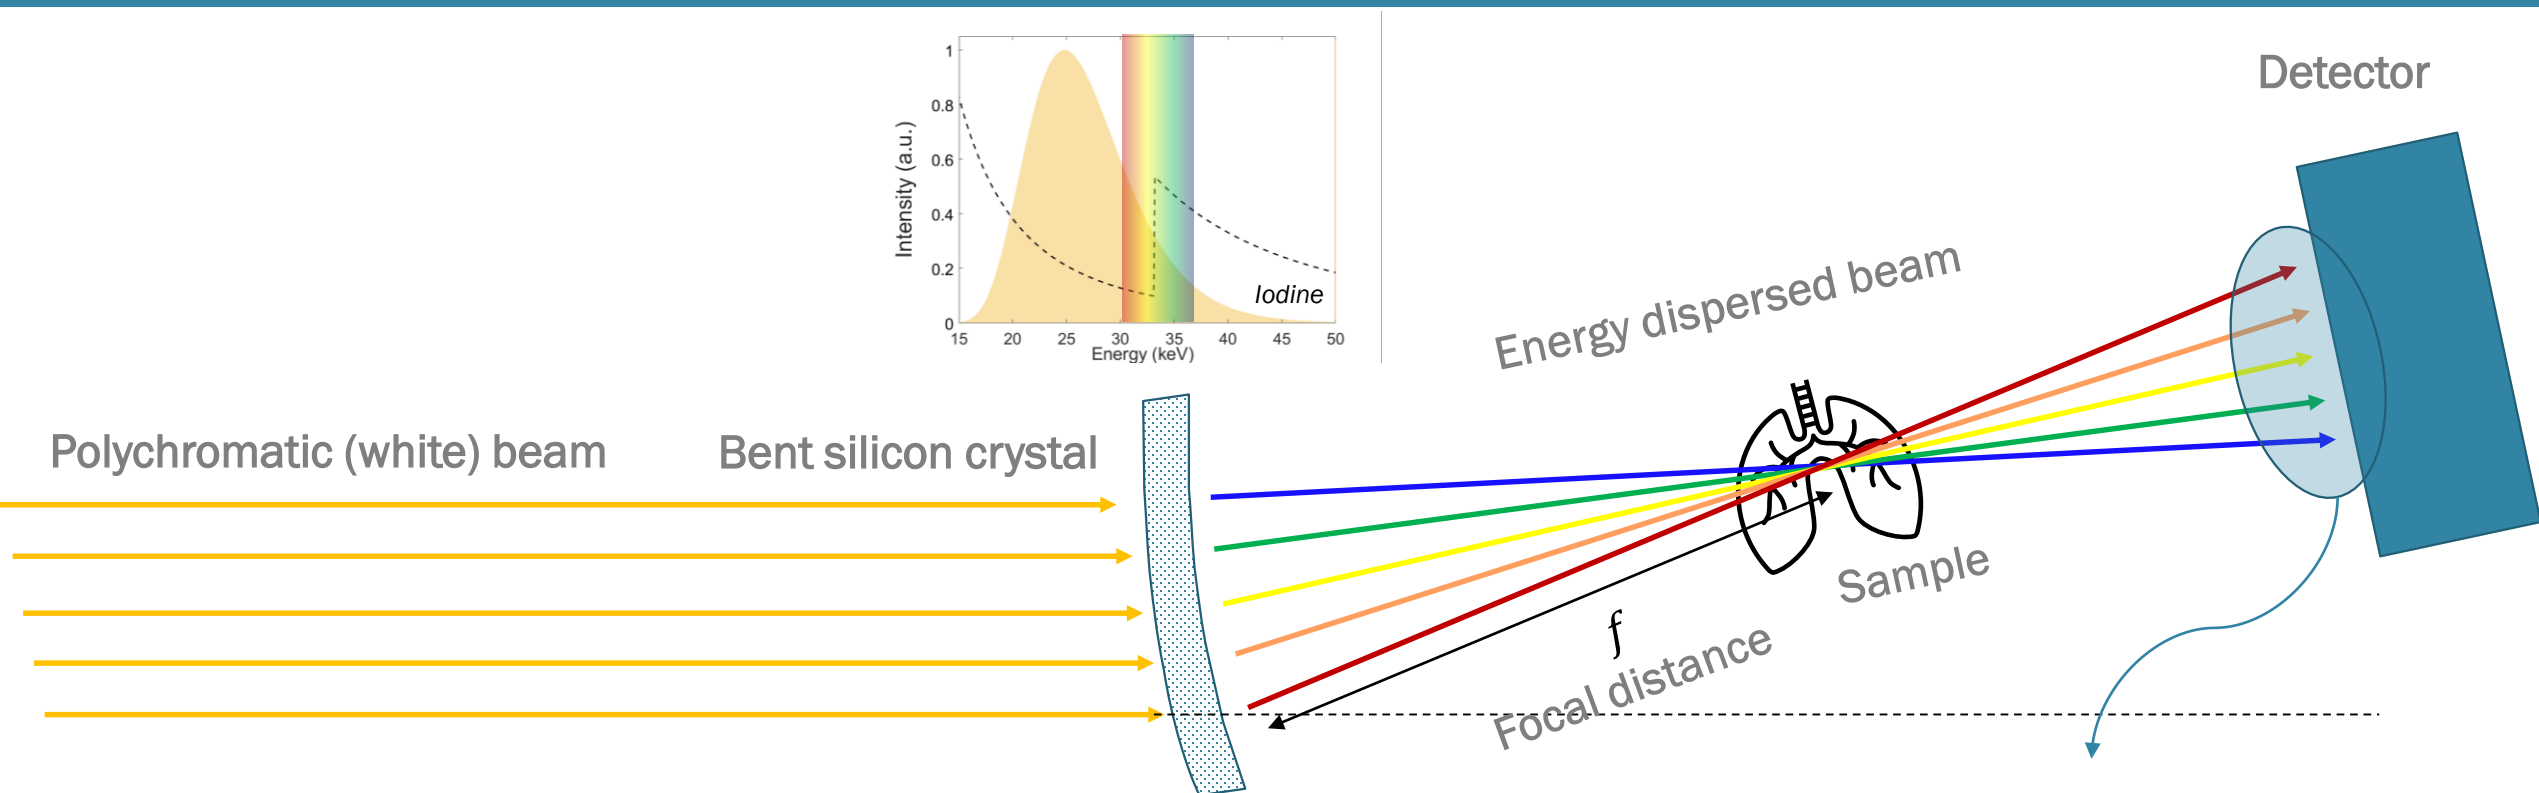 1
0.8
0.6
0.4
0.2
0
Intensity (a.u.)
15 20 25 30 35 40 45 50
Energy (keV)
Iodine
Detector
Energy dispersed beam
Polychromatic (white) beam
Bent silicon crystal
Sample
f
Focal distance